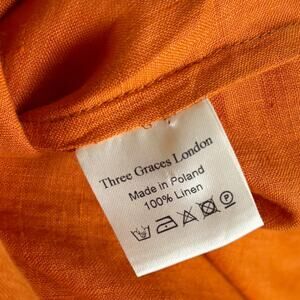 Three Graces London
Made in Poland
100% Linen